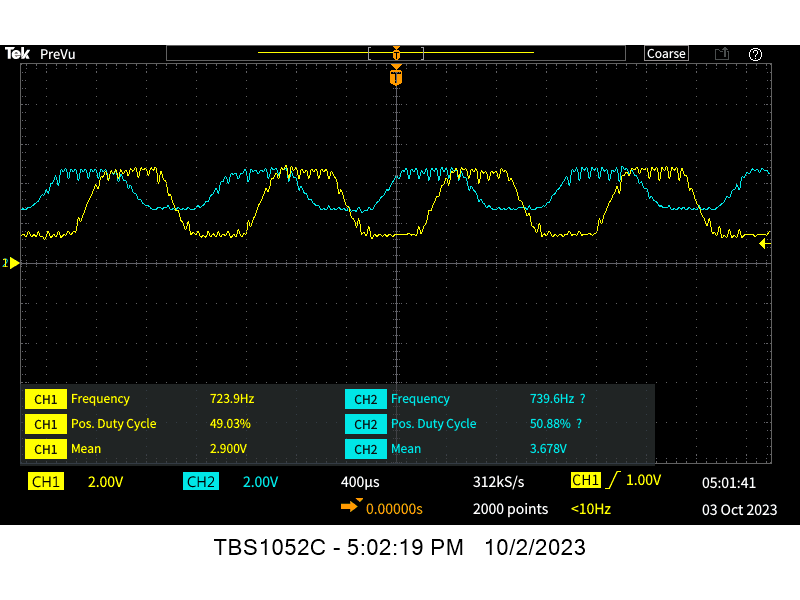 Tek PreVu Coarse ?
T
T
2
CH1 Frequency 723.9Hz CH2 Frequency 739.6Hz ?
CH1 Pos. Duty Cycle 49.03% CH2 Pos. Duty Cycle 50.88% ?
CH1 Mean 2.900V CH2 Mean 3.678V
CH1 2.00V CH2 2.00V 400µs 312kS/s CH1 1.00V 05:01:41
0.00000s 2000 points <10Hz 03 Oct 2023
TBS1052C - 5:02:19 PM 10/2/2023